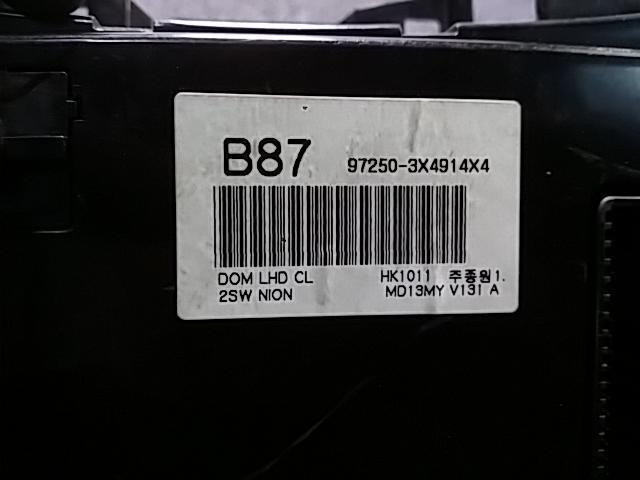 B87 97250-3X4914X4
DOM LHD CL HK1011 주종원1.
2SW NION MD13MY V131 A